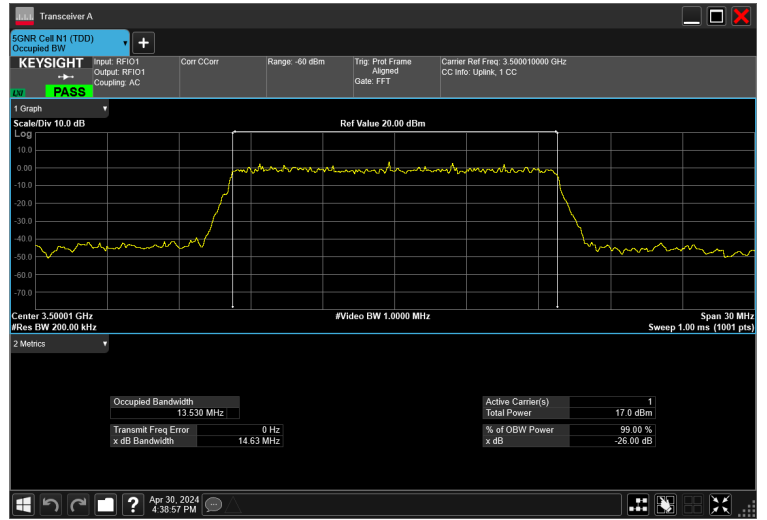 Transceiver A
5GNR Cell N1 (TDD)
Occupied BW
KEYSIGHT
LXI PASS
Input: RFIO1
Output: RFIO1
Coupling: AC
Corr CCorr
Range: -60 dBm
Trig: Prot Frame
Aligned
Gate: FFT
Carrier Ref Freq: 3.500010000 GHz
CC Info: Uplink, 1 CC
1 Graph
Scale/Div 10.0 dB
Ref Value 20.00 dBm
Log
10.0
0.00
-10.0
-20.0
-30.0
-40.0
-50.0
-60.0
-70.0
Center 3.50001 GHz
#Video BW 1.0000 MHz
Span 30 MHz
#Res BW 200.00 kHz
Sweep 1.00 ms (1001 pts)
2 Metrics
Occupied Bandwidth
13.530 MHz
Transmit Freq Error 0 Hz
x dB Bandwidth 14.63 MHz
Active Carrier(s) 1
Total Power 17.0 dBm
% of OBW Power 99.00 %
x dB -26.00 dB
?
Apr 30, 2024
4:38:57 PM